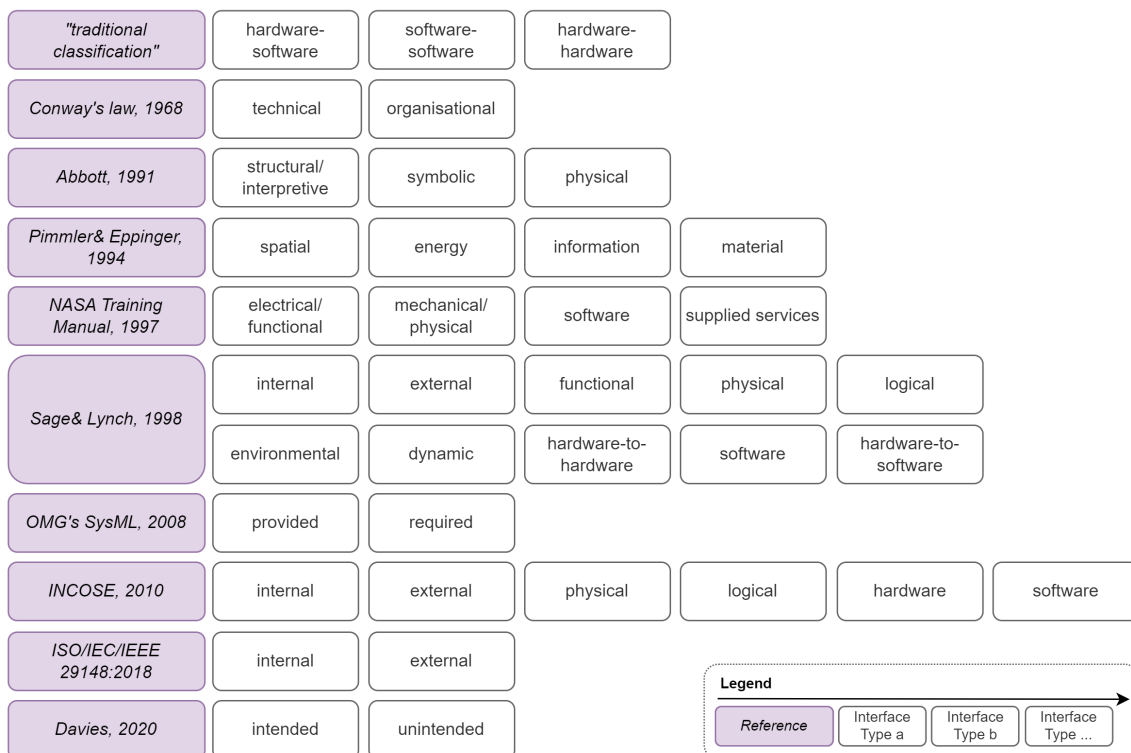 "traditional
classification"
hardware-
software
software-
software
hardware-
hardware
Conway's law, 1968
technical
organisational
Abbott, 1991
structural/
interpretive
symbolic
physical
Pimmler& Eppinger,
1994
spatial
energy
information
material
NASA Training
Manual, 1997
electrical/
functional
mechanical/
physical
software
supplied services
Sage& Lynch, 1998
internal
external
functional
physical
logical
environmental
dynamic
hardware-to-
hardware
software
hardware-to-
software
OMG's SysML, 2008
provided
required
INCOSE, 2010
internal
external
physical
logical
hardware
software
ISO/IEC/IEEE
29148:2018
internal
external
Davies, 2020
intended
unintended
Legend
Reference
Interface
Type a
Interface
Type b
Interface
Type ...